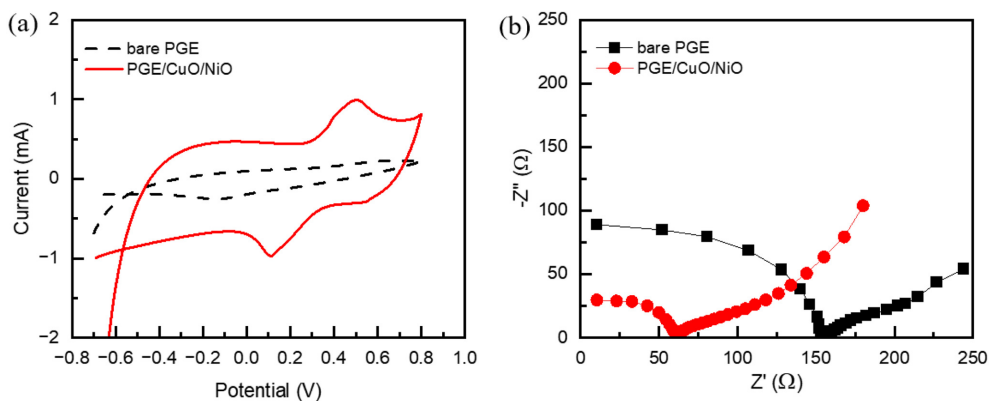 (a)
2
1
0
−1
−2
Current (mA)
bare PGE
PGE/CuO/NiO
−0.8 −0.6 −0.4 −0.2 0.0 0.2 0.4 0.6 0.8 1.0
Potential (V)
(b)
250
200
150
100
50
0
-Z" (Ω)
bare PGE
PGE/CuO/NiO
0 50 100 150 200 250
Z' (Ω)